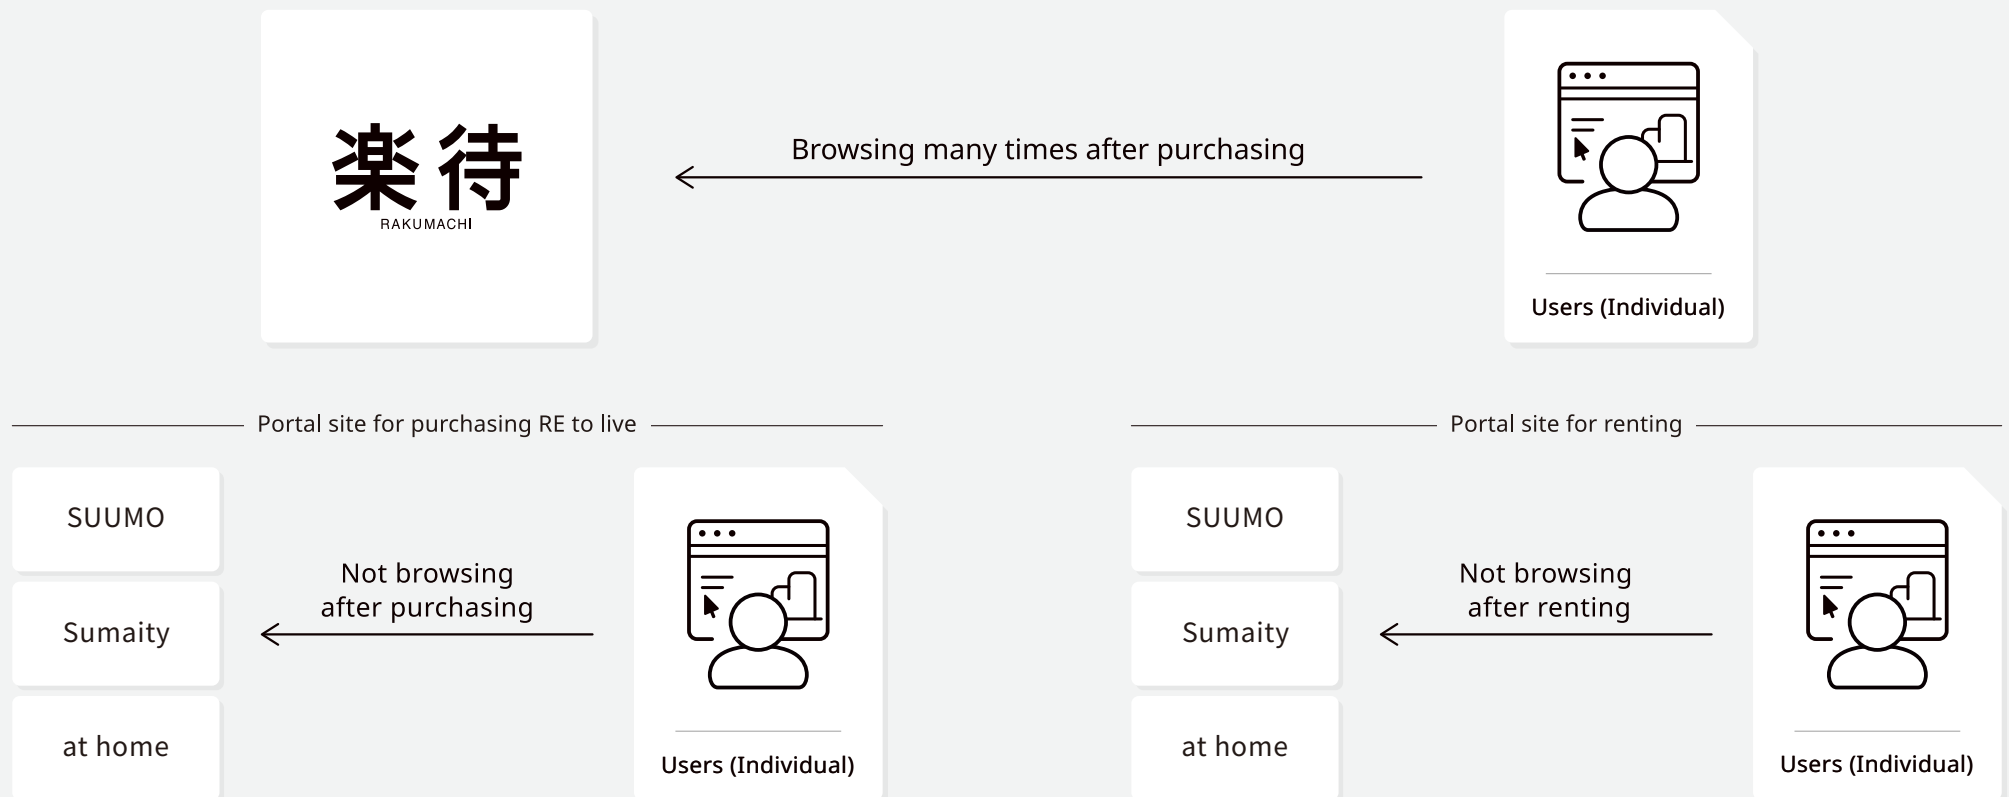 楽待
RAKUMACHI
Browsing many times after purchasing
Users (Individual)
Portal site for purchasing RE to live
SUUMO
Sumaity
at home
Not browsing
after purchasing
Users (Individual)
Portal site for renting
SUUMO
Sumaity
at home
Not browsing
after renting
Users (Individual)